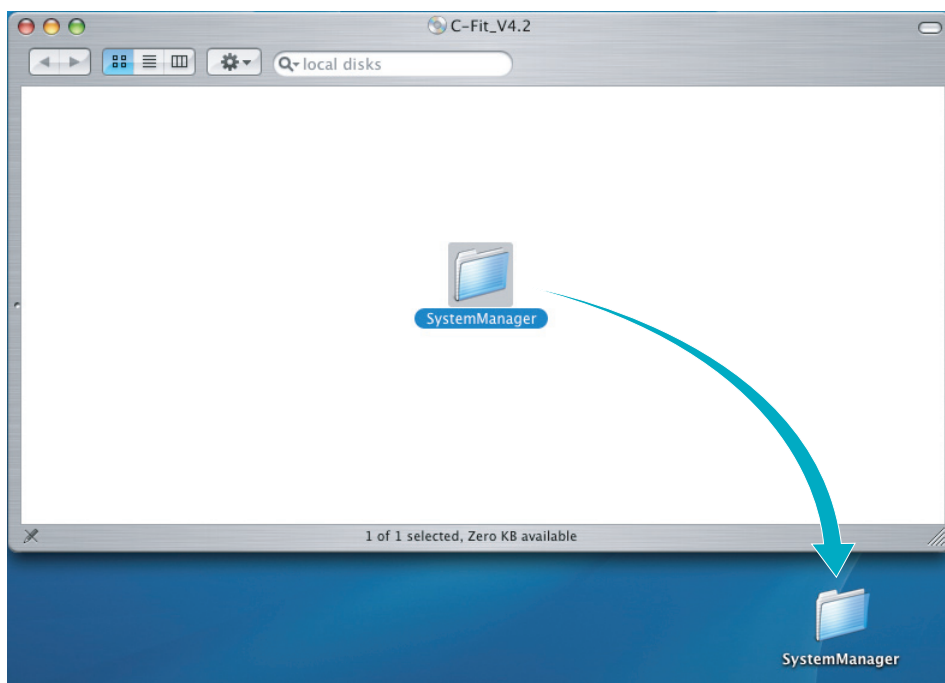 C-Fit_V4.2
local disks
SystemManager
1 of 1 selected, Zero KB available
SystemManager